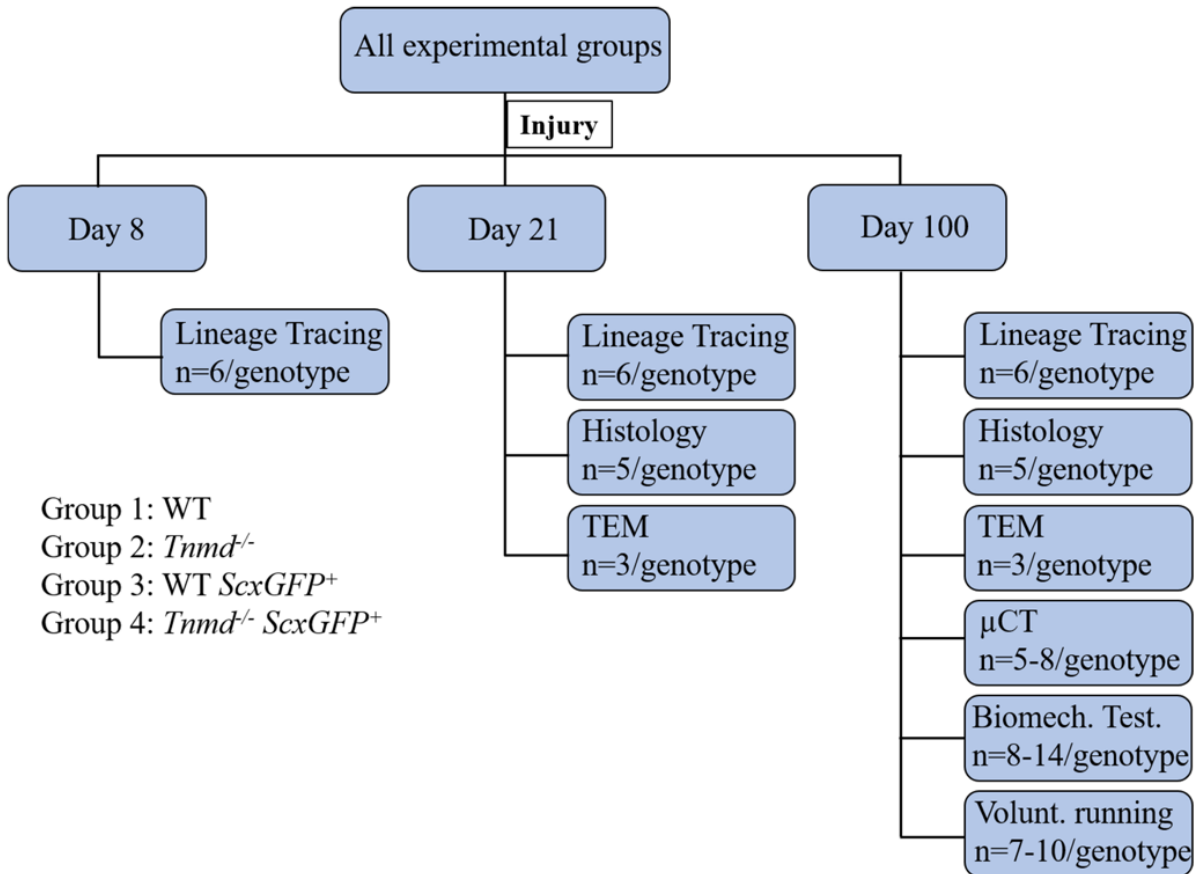 All experimental groups
Injury
Day 8
Day 21
Day 100
Lineage Tracing
n=6/genotype
Lineage Tracing
n=6/genotype
Histology
n=5/genotype
TEM
n=3/genotype
Lineage Tracing
n=6/genotype
Histology
n=5/genotype
TEM
n=3/genotype
µCT
n=5-8/genotype
Biomech. Test.
n=8-14/genotype
Volunt. running
n=7-10/genotype
Group 1: WT
Group 2: Tnmd-/-
Group 3: WT ScxGFP+
Group 4: Tnmd-/- ScxGFP+